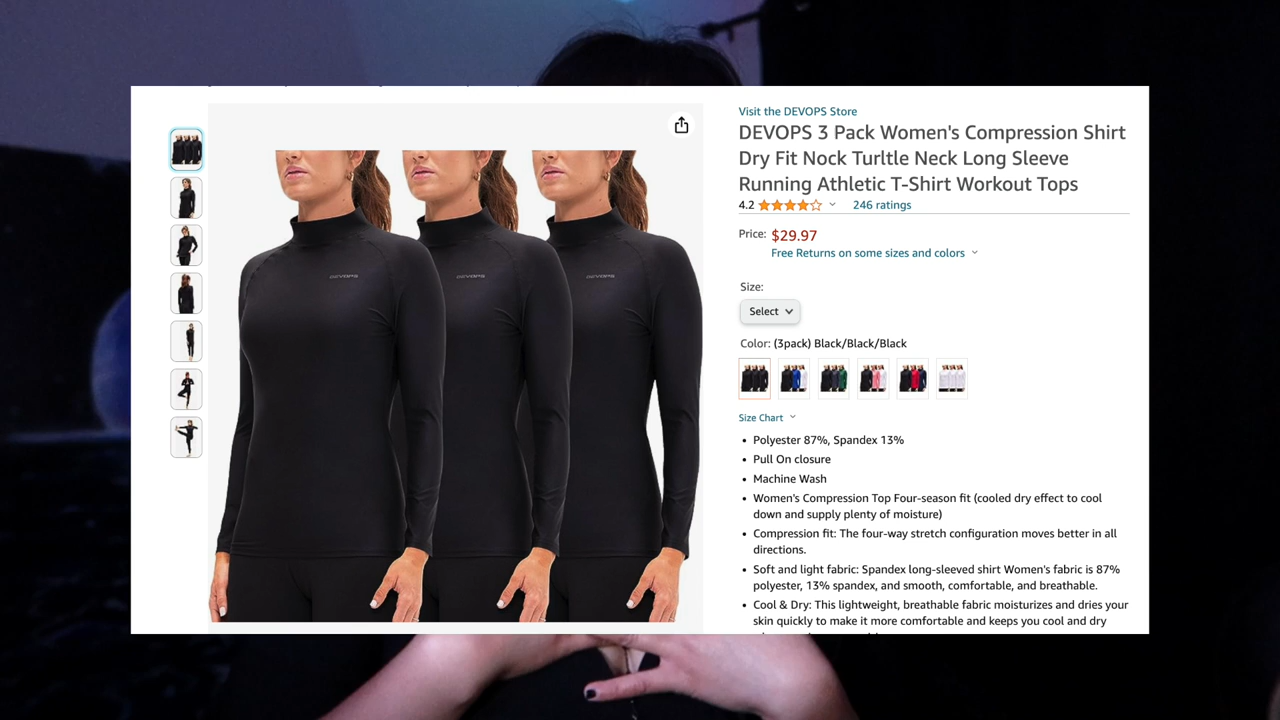 Visit the DEVOPS Store
DEVOPS 3 Pack Women's Compression Shirt
Dry Fit Nock Turltle Neck Long Sleeve
Running Athletic T-Shirt Workout Tops
4.2
246 ratings
Price: $29.97
Free Returns on some sizes and colors
Size:
Select
Color: (3pack) Black/Black/Black
Size Chart
• Polyester 87%, Spandex 13%
• Pull On closure
• Machine Wash
• Women's Compression Top Four-season fit (cooled dry effect to cool
down and supply plenty of moisture)
• Compression fit: The four-way stretch configuration moves better in all
directions.
• Soft and light fabric: Spandex long-sleeved shirt Women's fabric is 87%
polyester, 13% spandex, and smooth, comfortable, and breathable.
• Cool & Dry: This lightweight, breathable fabric moisturizes and dries your
skin quickly to make it more comfortable and keeps you cool and dry
DEVOPS
DEVOPS
DEVOPS